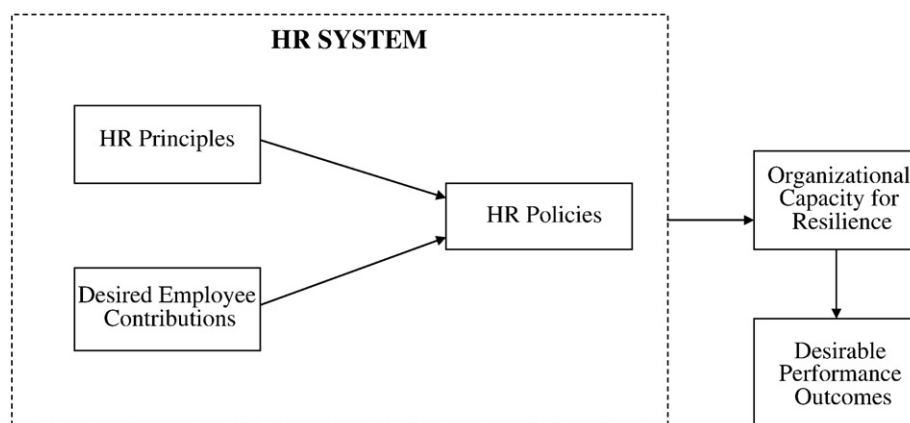 HR SYSTEM
HR Principles
HR Policies
Desired Employee
Contributions
Organizational
Capacity for
Resilience
Desirable
Performance
Outcomes